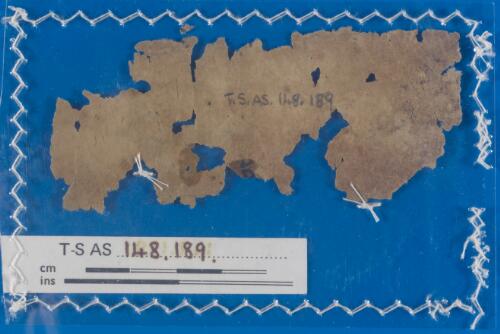 T-S. AS. 148.189
T-S AS 148.189.
cm
ins